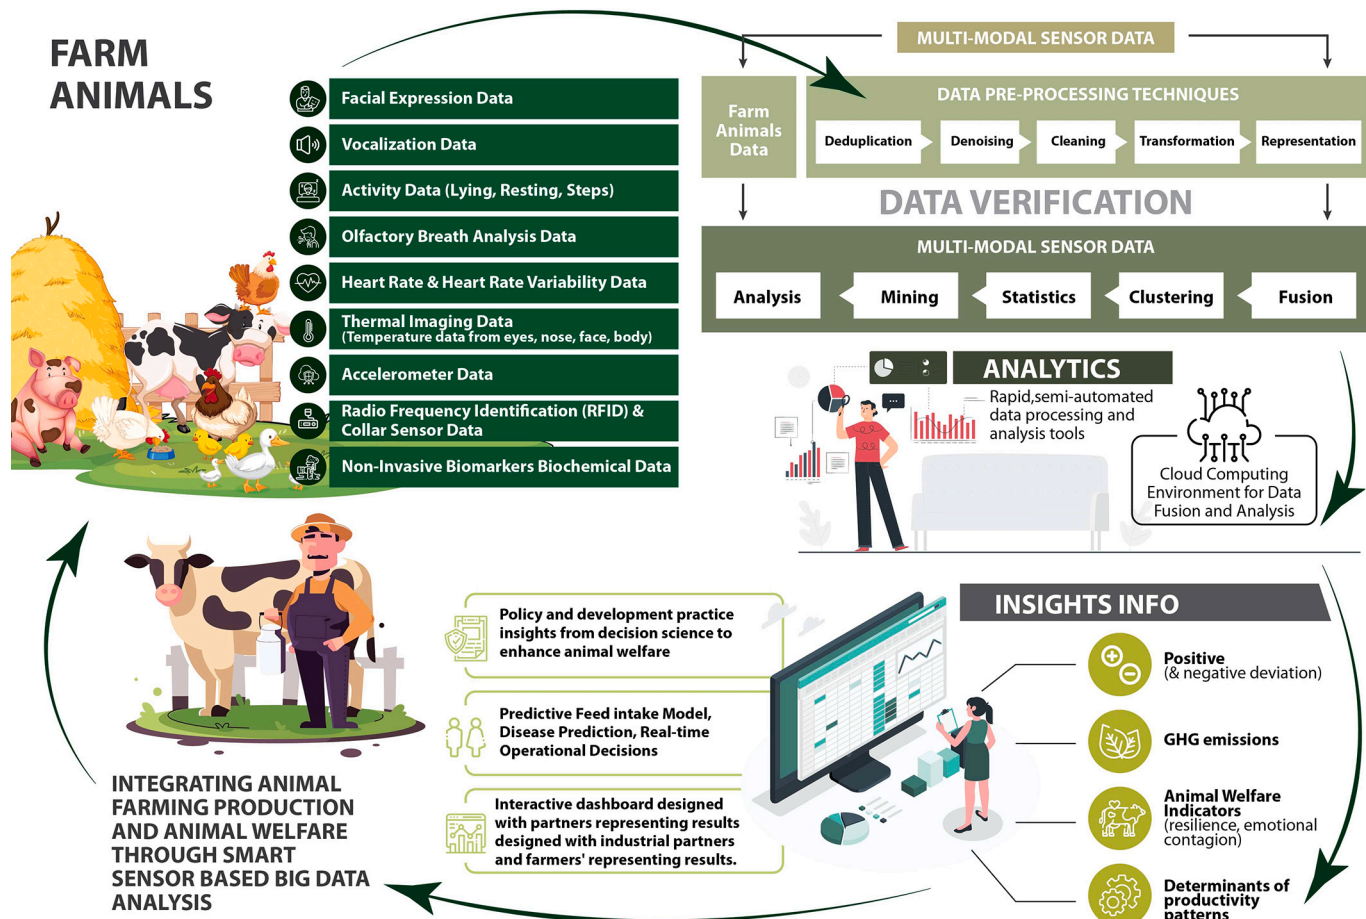 FARM
ANIMALS
Facial Expression Data
Vocalization Data
Activity Data (Lying, Resting, Steps)
Olfactory Breath Analysis Data
Heart Rate & Heart Rate Variability Data
Thermal Imaging Data
(Temperature data from eyes, nose, face, body)
Accelerometer Data
Radio Frequency Identification (RFID) &
Collar Sensor Data
Non-Invasive Biomarkers Biochemical Data
MULTI-MODAL SENSOR DATA
Farm
Animals
Data
DATA PRE-PROCESSING TECHNIQUES
Deduplication
Denoising
Cleaning
Transformation
Representation
DATA VERIFICATION
MULTI-MODAL SENSOR DATA
Analysis
Mining
Statistics
Clustering
Fusion
ANALYTICS
Rapid,semi-automated
data processing and
analysis tools
Cloud Computing
Environment for Data
Fusion and Analysis
INSIGHTS INFO
Positive
(& negative deviation)
GHG emissions
Animal Welfare
Indicators
(resilience, emotional
contagion)
Determinants of
productivity
patterns
Policy and development practice
insights from decision science to
enhance animal welfare
Predictive Feed intake Model,
Disease Prediction, Real-time
Operational Decisions
Interactive dashboard designed
with partners representing results
designed with industrial partners
and farmers' representing results.
INTEGRATING ANIMAL
FARMING PRODUCTION
AND ANIMAL WELFARE
THROUGH SMART
SENSOR BASED BIG DATA
ANALYSIS